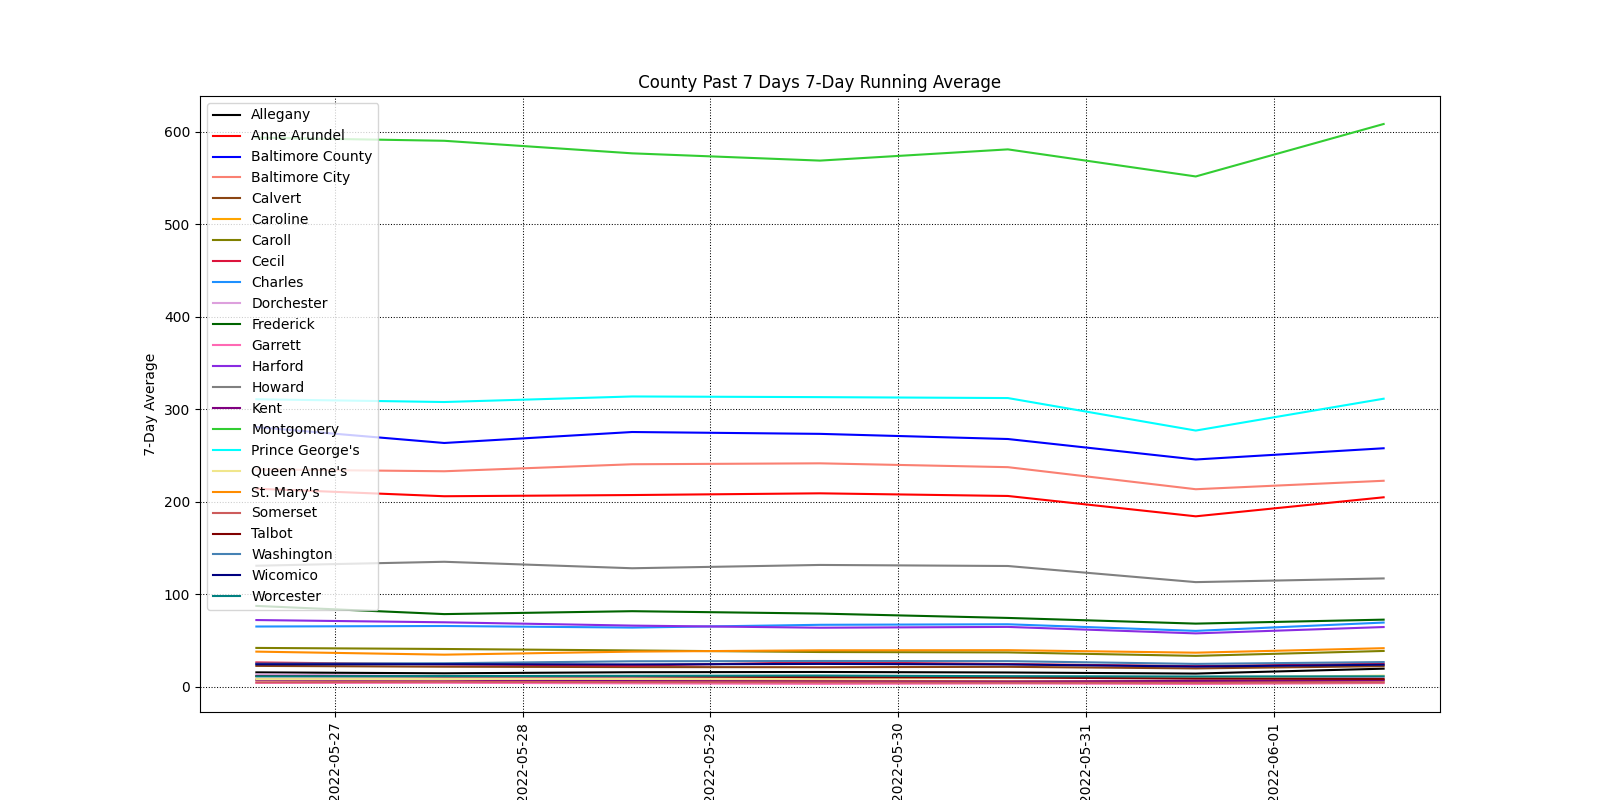 County Past 7 Days 7-Day Running Average
Allegany
Anne Arundel
Baltimore County
Baltimore City
Calvert
Caroline
Caroll
Cecil
Charles
Dorchester
Frederick
Garrett
Harford
Howard
Kent
Montgomery
Prince George's
Queen Anne's
St. Mary's
Somerset
Talbot
Washington
Wicomico
Worcester
7-Day Average
600
500
400
300
200
100
0
2022-05-27
2022-05-28
2022-05-29
2022-05-30
2022-05-31
2022-06-01